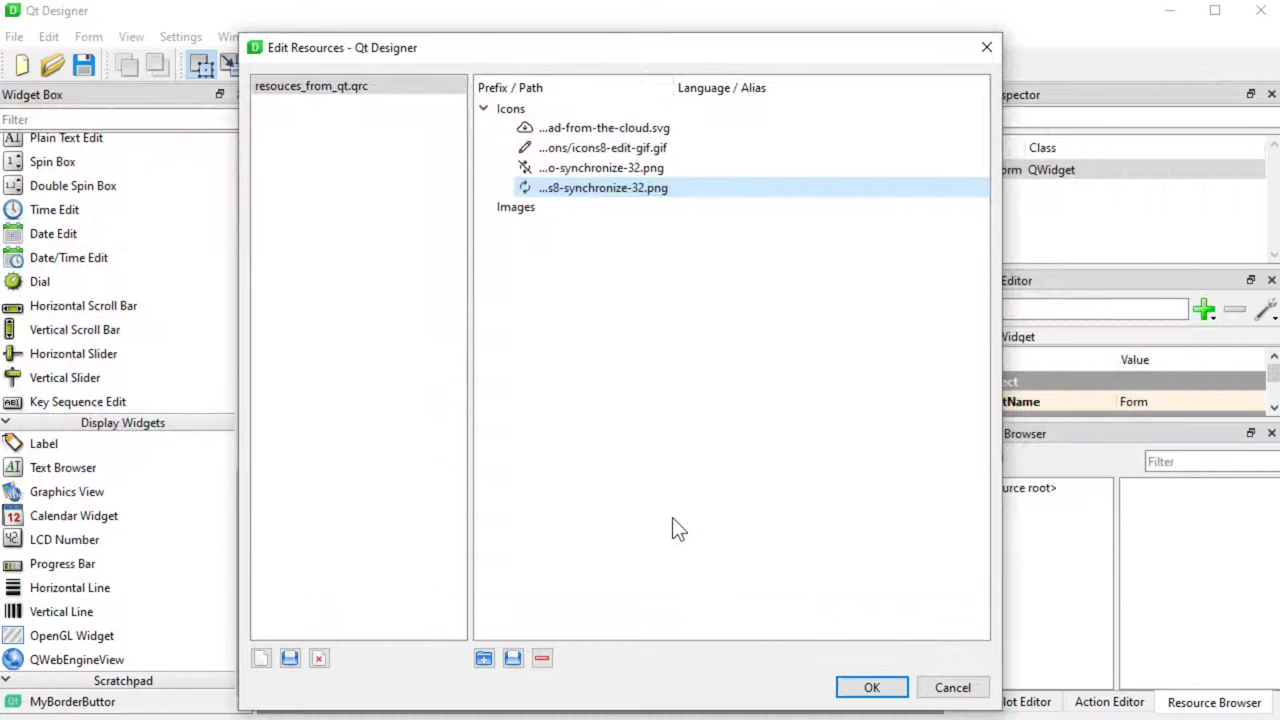 Qt Designer
File Edit Form View Settings Win
Widget Box
Filter
Plain Text Edit
Spin Box
Double Spin Box
Time Edit
Date Edit
Date/Time Edit
Dial
Horizontal Scroll Bar
Vertical Scroll Bar
Horizontal Slider
Vertical Slider
Key Sequence Edit
Display Widgets
Label
Text Browser
Graphics View
Calendar Widget
LCD Number
Progress Bar
Horizontal Line
Vertical Line
OpenGL Widget
QWebEngineView
Scratchpad
MyBorderButtor
Edit Resources - Qt Designer
resouces_from_qt.qrc
Prefix / Path Language / Alias
Icons
...ad-from-the-cloud.svg
...ons/icons8-edit-gif.gif
...o-synchronize-32.png
...s8-synchronize-32.png
Images
OK Cancel
spector
Class
orm QWidget
Editor
Widget
Value
ect
tName Form
Browser
Filter
urce root>
lot Editor Action Editor Resource Browser